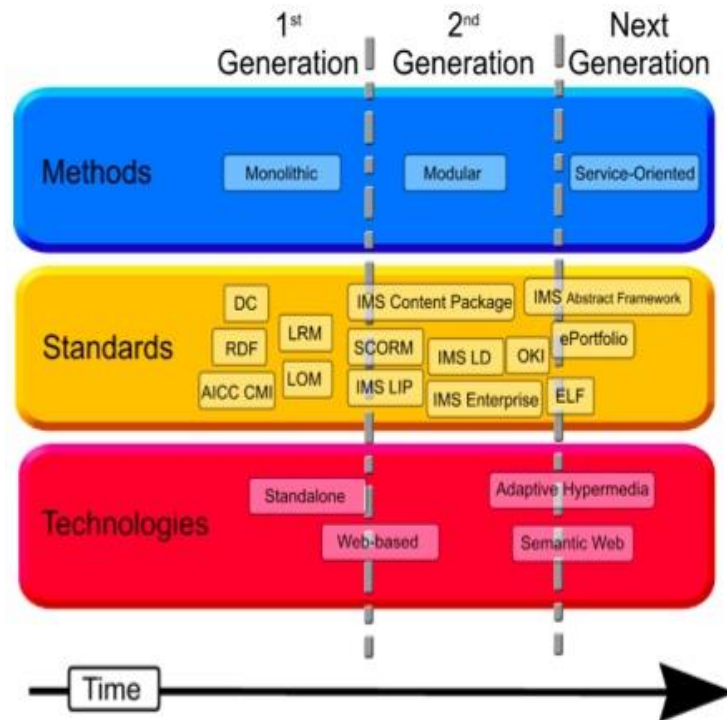 1st
Generation
2nd
Generation
Next
Generation
Methods
Monolithic
Modular
Service-Oriented
Standards
DC
RDF
AICC CMI
LRM
LOM
IMS Content Package
SCORM
IMS LIP
IMS LD
OKI
IMS Enterprise
IMS Abstract Framework
ePortfolio
ELF
Technologies
Standalone
Web-based
Adaptive Hypermedia
Semantic Web
Time